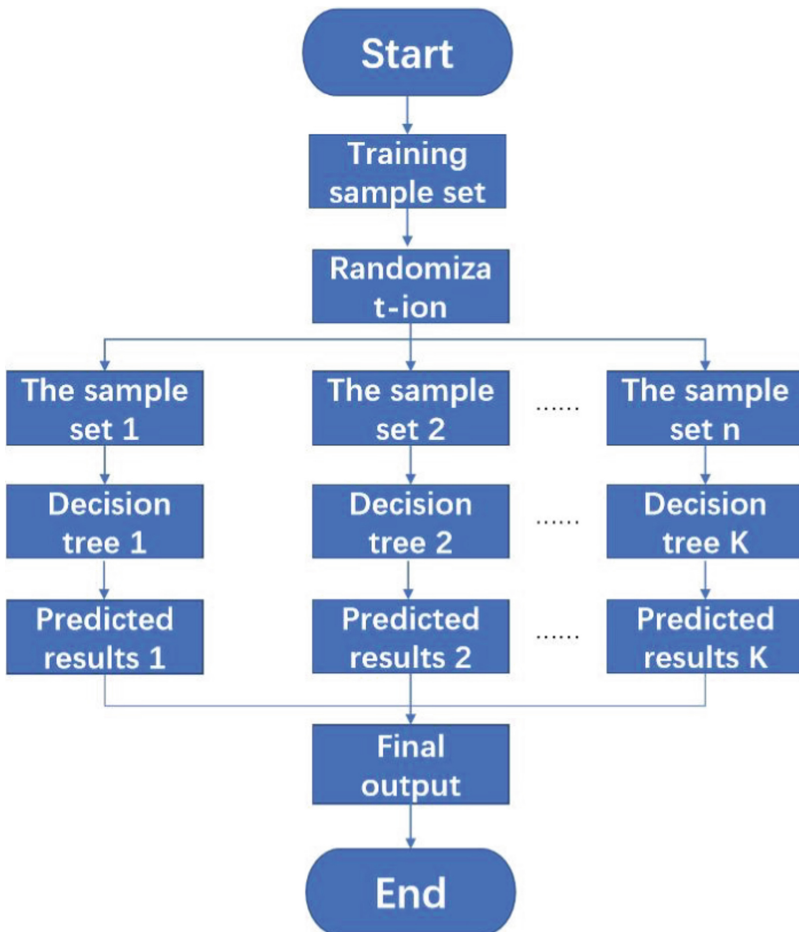 Start
Training
sample set
Randomiza
t-ion
The sample
set 1
The sample
set 2
……
The sample
set n
Decision
tree 1
Decision
tree 2
……
Decision
tree K
Predicted
results 1
Predicted
results 2
……
Predicted
results K
Final
output
End